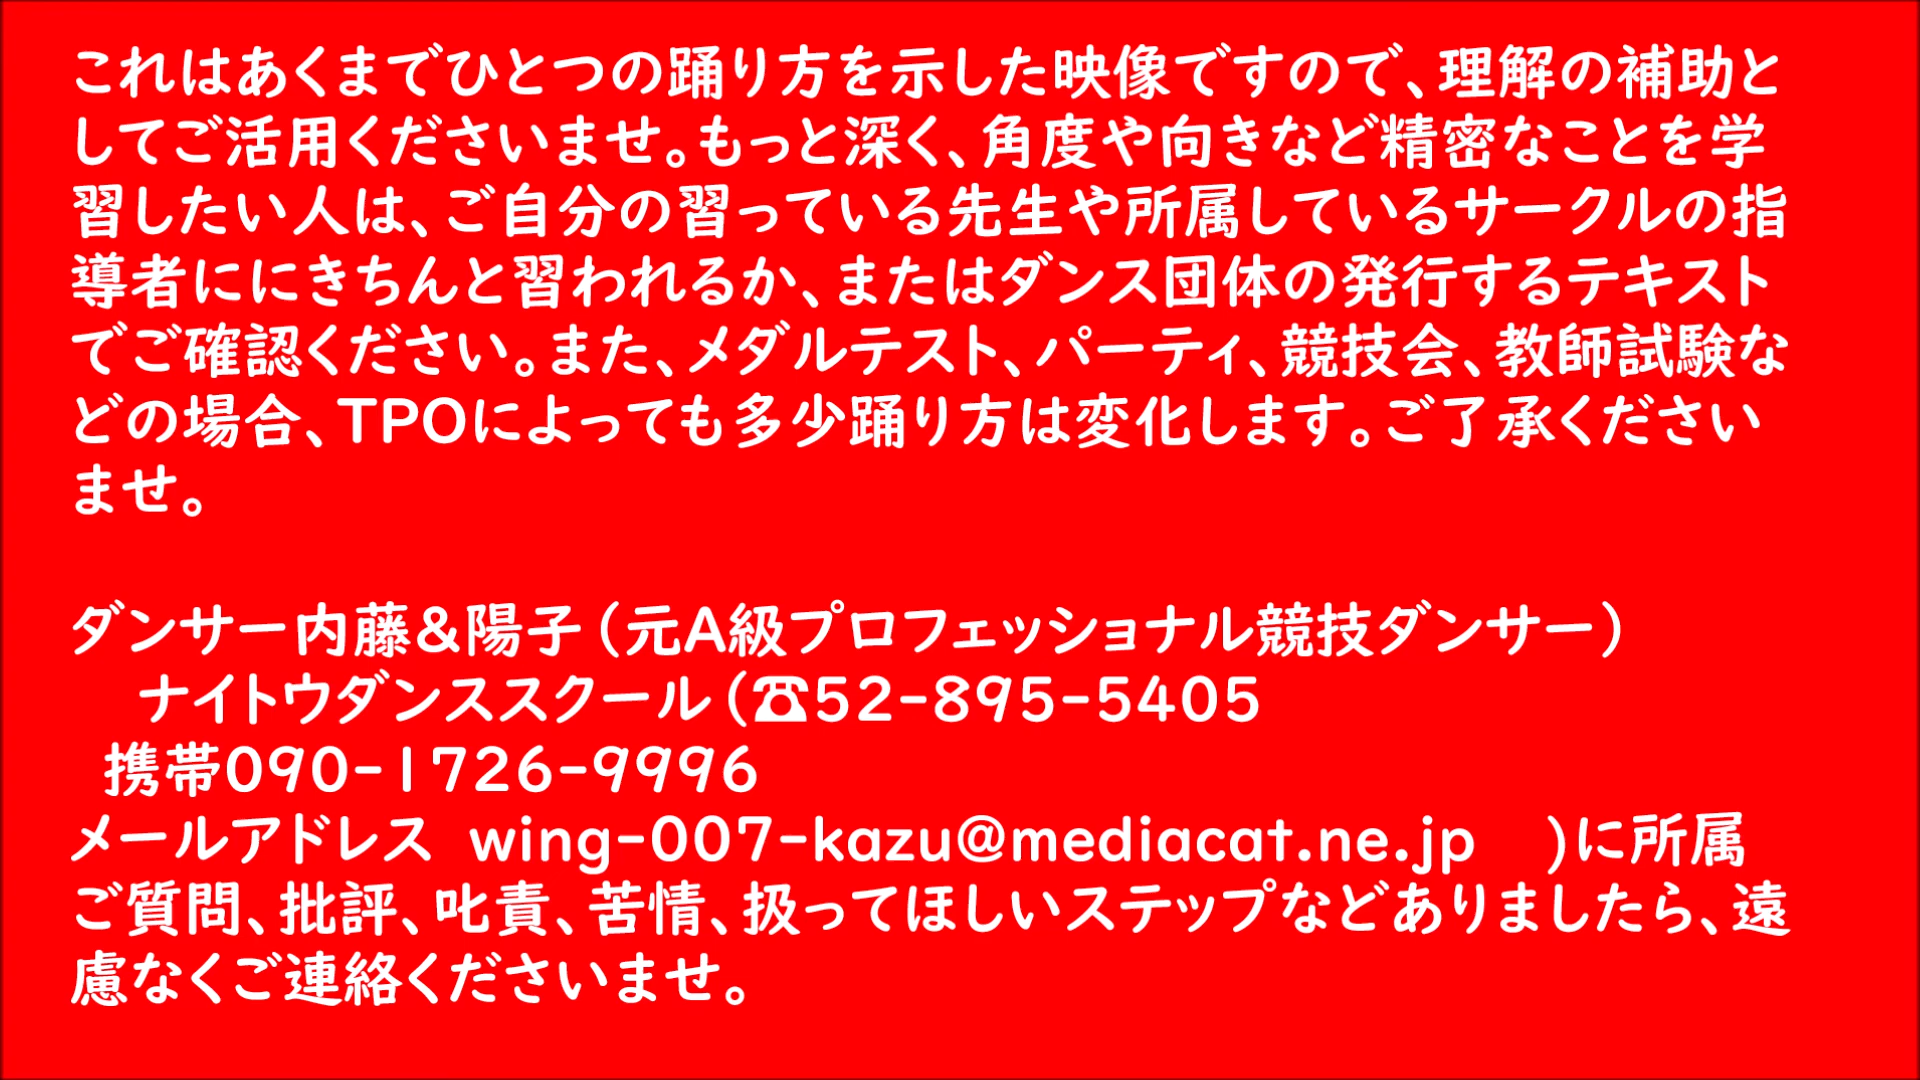 これはあくまでひとつの踊り方を示した映像ですので、理解の補助と
してご活用くださいませ。もっと深く、角度や向きなど精密なことを学
習したい人は、ご自分の習っている先生や所属しているサークルの指
導者ににきちんと習われるか、またはダンス団体の発行するテキスト
でご確認ください。また、メダルテスト、パーティ、競技会、教師試験な
どの場合、TPOによっても多少踊り方は変化します。ご了承ください
ませ。
ダンサー内藤&陽子(元A級プロフェッショナル競技ダンサー)
ナイトウダンススクール(☎52-895-5405
携帯090-1726-9996
メールアドレス wing-007-kazu@mediacat.ne.jp )に所属
ご質問、批評、叱責、苦情、扱ってほしいステップなどありましたら、遠
慮なくご連絡くださいませ。